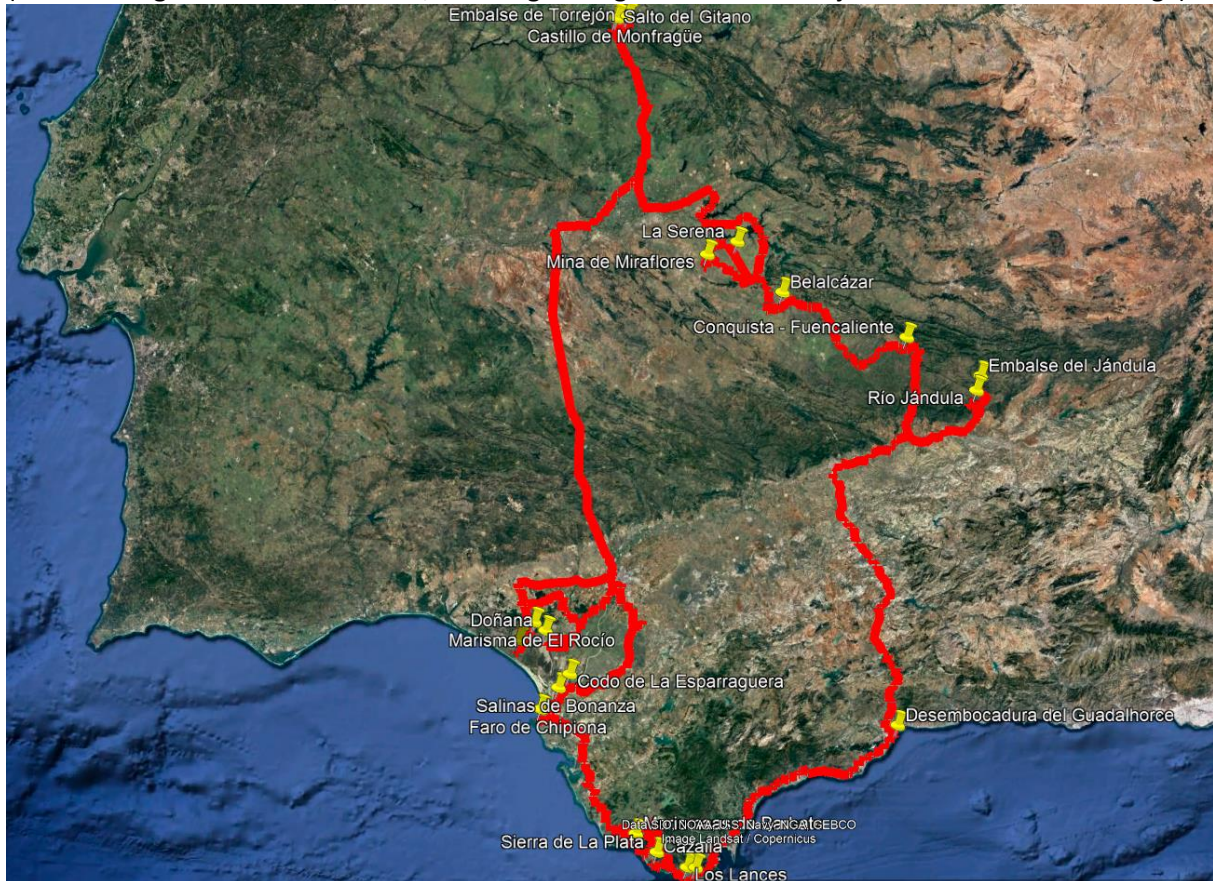 Embalse de Torrejón Salto del Gitano
Castillo de Monfragüe
La Serena
Mina de Miraflores
Belalcázar
Conquista - Fuencaliente
Embalse del Jándula
Río Jándula
Doñana
Marisma de El Rocío
Codo de La Esparraguera
Salinas de Bonanza
Faro de Chipiona
Desembocadura del Guadalhorce
Image Landsat / Copernicus
Sierra de La Plata
Cazalla
Los Lances